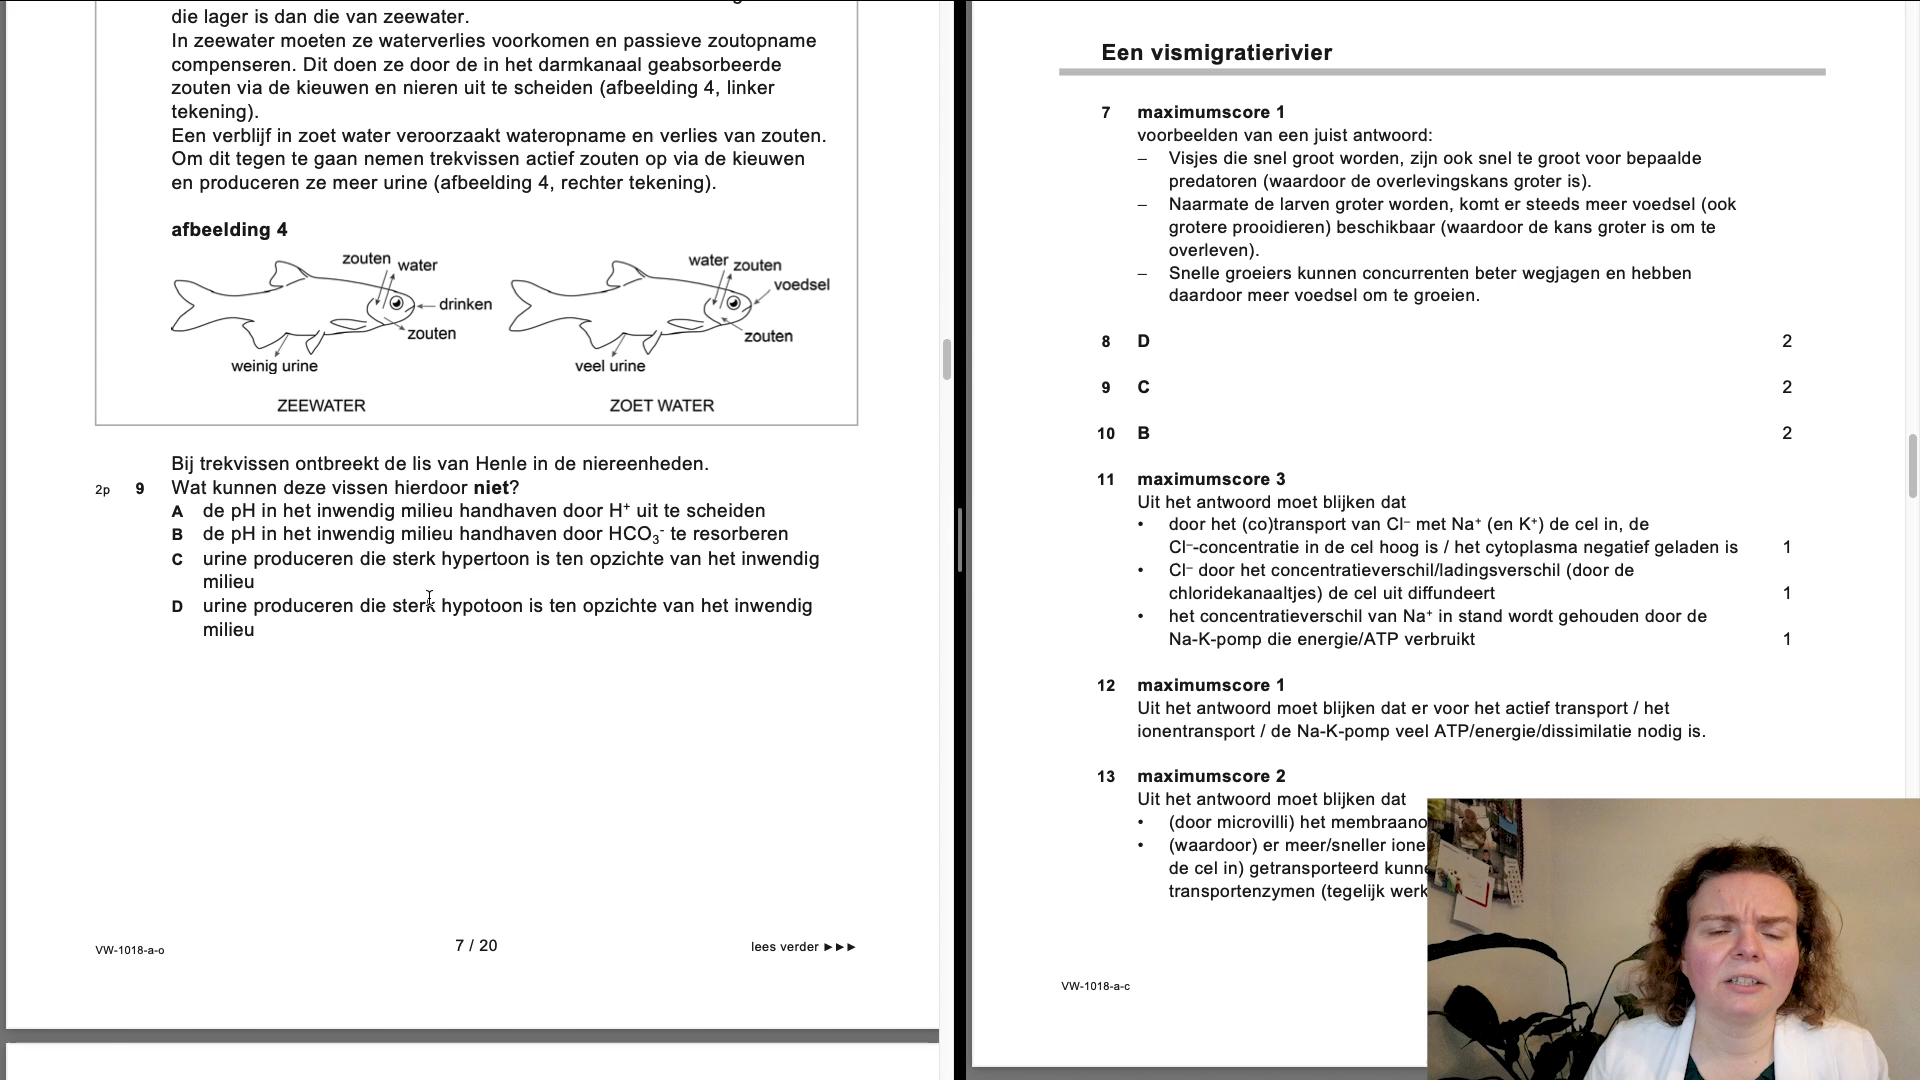 die lager is dan die van zeewater.
In zeewater moeten ze waterverlies voorkomen en passieve zoutopname
compenseren. Dit doen ze door de in het darmkanaal geabsorbeerde
zouten via de kieuwen en nieren uit te scheiden (afbeelding 4, linker
tekening).
Een verblijf in zoet water veroorzaakt wateropname en verlies van zouten.
Om dit tegen te gaan nemen trekvissen actief zouten op via de kieuwen
en produceren ze meer urine (afbeelding 4, rechter tekening).
afbeelding 4
zouten water
drinken
zouten
weinig urine
ZEEWATER
water zouten
voedsel
zouten
veel urine
ZOET WATER
Bij trekvissen ontbreekt de lis van Henle in de niereenheden.
2p 9 Wat kunnen deze vissen hierdoor niet?
A de pH in het inwendig milieu handhaven door H⁺ uit te scheiden
B de pH in het inwendig milieu handhaven door HCO₃⁻ te resorberen
C urine produceren die sterk hypertoon is ten opzichte van het inwendig
milieu
D urine produceren die sterk hypotoon is ten opzichte van het inwendig
milieu
VW-1018-a-o 7 / 20 lees verder ►►►
Een vismigratierivier
7 maximumscore 1
voorbeelden van een juist antwoord:
– Visjes die snel groot worden, zijn ook snel te groot voor bepaalde
predatoren (waardoor de overlevingskans groter is).
– Naarmate de larven groter worden, komt er steeds meer voedsel (ook
grotere prooidieren) beschikbaar (waardoor de kans groter is om te
overleven).
– Snelle groeiers kunnen concurrenten beter wegjagen en hebben
daardoor meer voedsel om te groeien.
8 D 2
9 C 2
10 B 2
11 maximumscore 3
Uit het antwoord moet blijken dat
• door het (co)transport van Cl⁻ met Na⁺ (en K⁺) de cel in, de
Cl⁻-concentratie in de cel hoog is / het cytoplasma negatief geladen is 1
• Cl⁻ door het concentratieverschil/ladingsverschil (door de
chloridekanaaltjes) de cel uit diffundeert 1
• het concentratieverschil van Na⁺ in stand wordt gehouden door de
Na-K-pomp die energie/ATP verbruikt 1
12 maximumscore 1
Uit het antwoord moet blijken dat er voor het actief transport / het
ionentransport / de Na-K-pomp veel ATP/energie/dissimilatie nodig is.
13 maximumscore 2
Uit het antwoord moet blijken dat
• (door microvilli) het membraano
• (waardoor) er meer/sneller ione
de cel in) getransporteerd kunne
transportenzymen (tegelijk werk
VW-1018-a-c